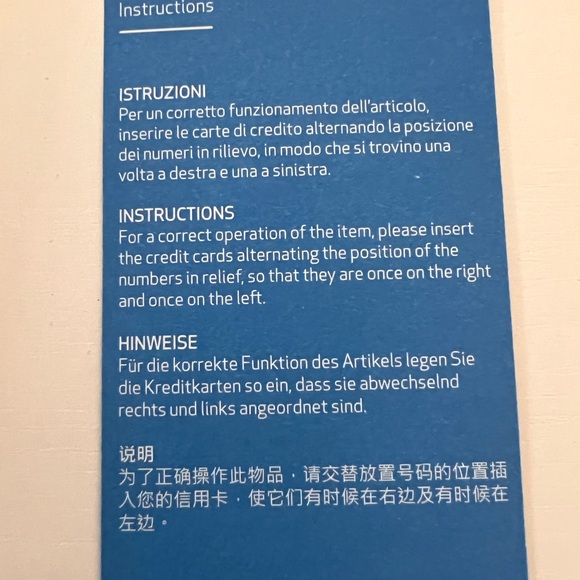 Instructions
ISTRUZIONI
Per un corretto funzionamento dell'articolo,
inserire le carte di credito alternando la posizione
dei numeri in rilievo, in modo che si trovino una
volta a destra e una a sinistra.
INSTRUCTIONS
For a correct operation of the item, please insert
the credit cards alternating the position of the
numbers in relief, so that they are once on the right
and once on the left.
HINWEISE
Für die korrekte Funktion des Artikels legen Sie
die Kreditkarten so ein, dass sie abwechselnd
rechts und links angeordnet sind.
说明
为了正确操作此物品，请交替放置号码的位置插
入您的信用卡，使它们有时候在右边及有时候在
左边。